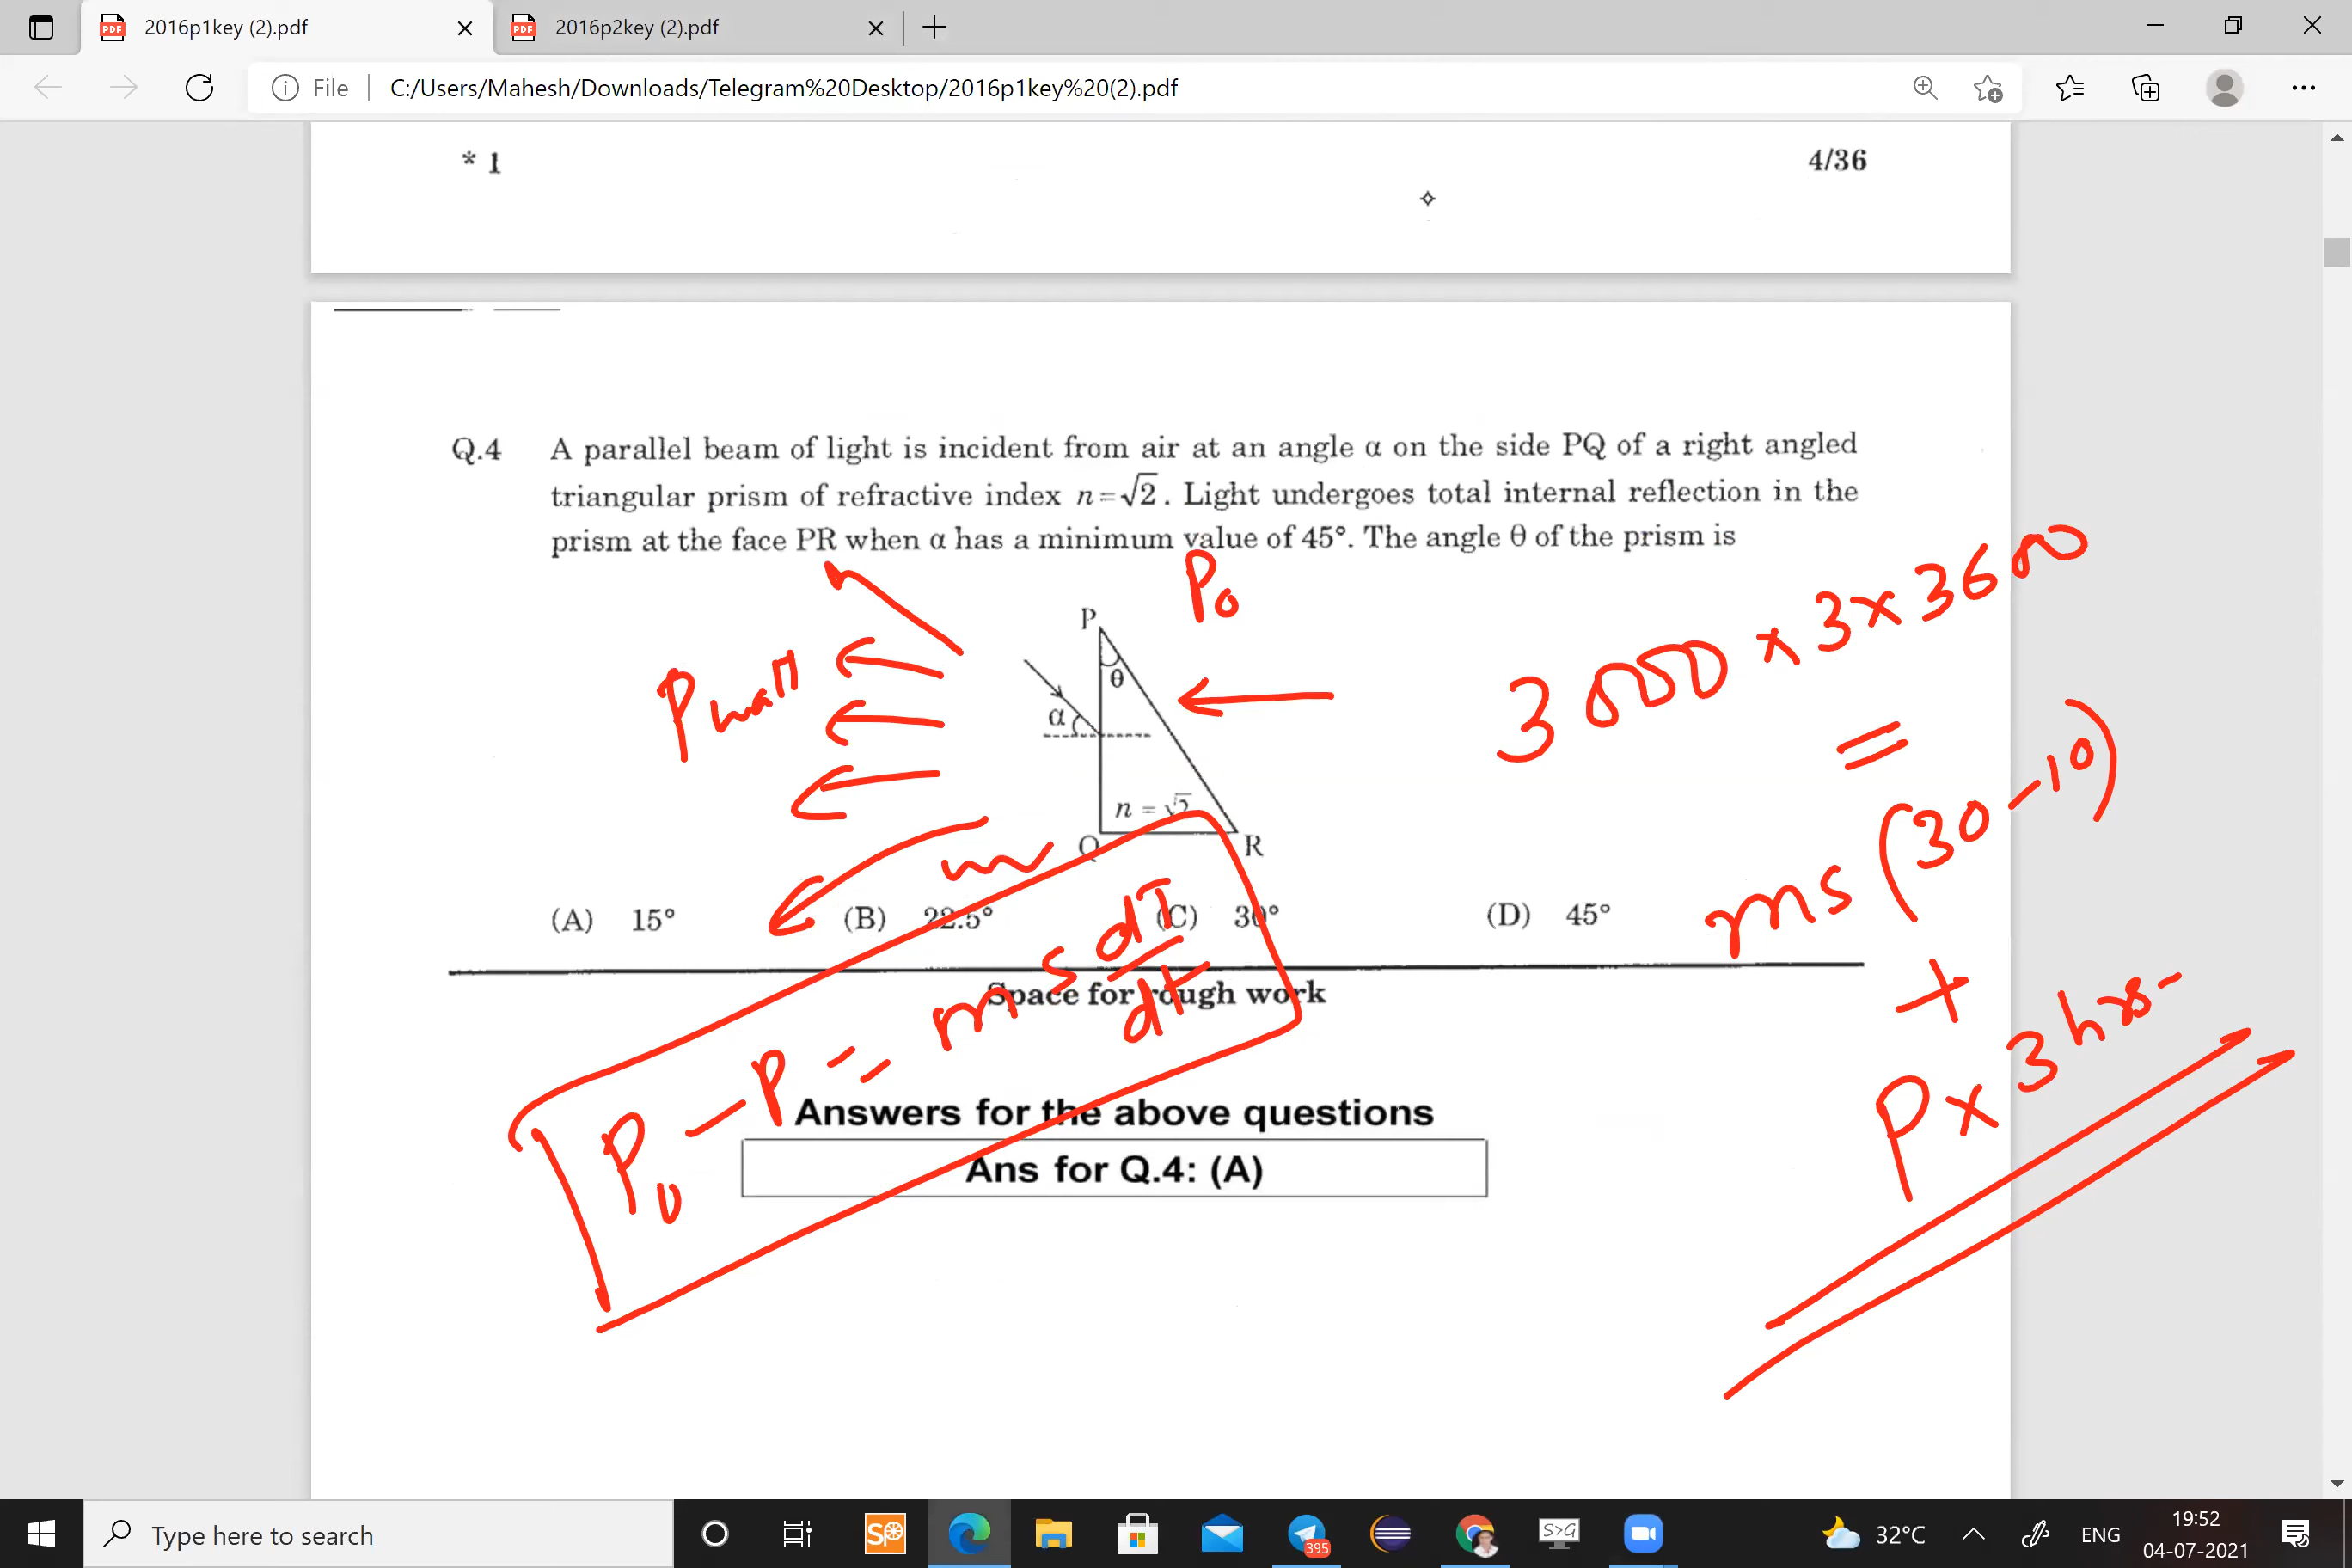 2016p1key (2).pdf
2016p2key (2).pdf
File C:/Users/Mahesh/Downloads/Telegram%20Desktop/2016p1key%20(2).pdf
* 1
4/36
Q.4 A parallel beam of light is incident from air at an angle α on the side PQ of a right angled
triangular prism of refractive index n=√2. Light undergoes total internal reflection in the
prism at the face PR when α has a minimum value of 45°. The angle θ of the prism is
P
θ
α
n = √2
Q
R
P₀
3000 × 3 × 3600
=
ms (30-10)
+
P × 3 hrs
(A) 15° (B) 22.5° (C) 30° (D) 45°
Space for rough work
P₀ - P = ms dT/dt
Answers for the above questions
Ans for Q.4: (A)
Type here to search
SP
395
S>G
32°C
ENG
19:52
04-07-2021